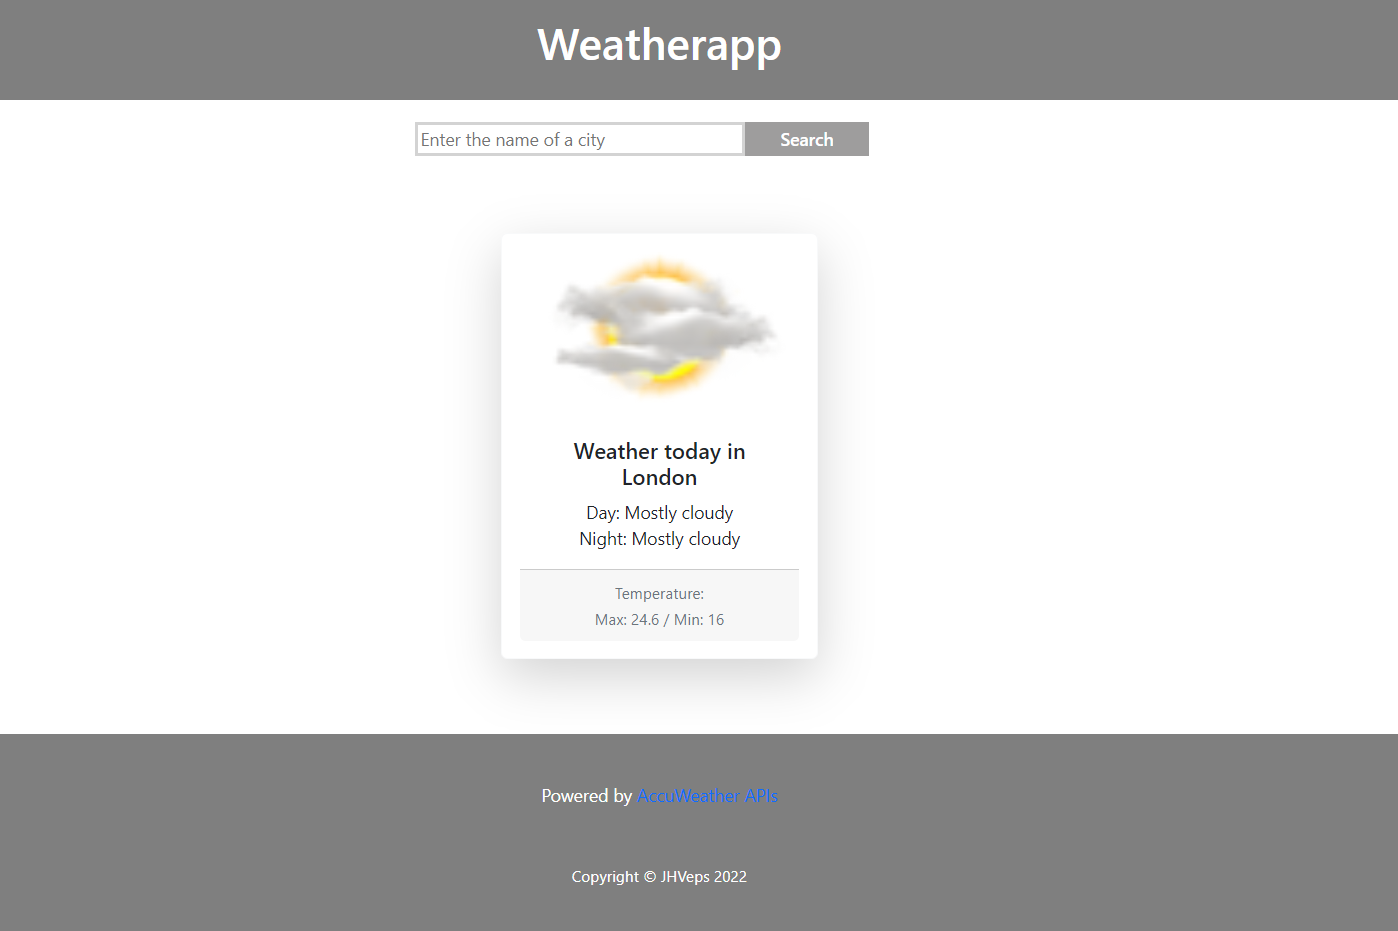 Weatherapp
Enter the name of a city
Search
Weather today in
London
Day: Mostly cloudy
Night: Mostly cloudy
Temperature:
Max: 24.6 / Min: 16
Powered by AccuWeather APIs
Copyright © JHVeps 2022